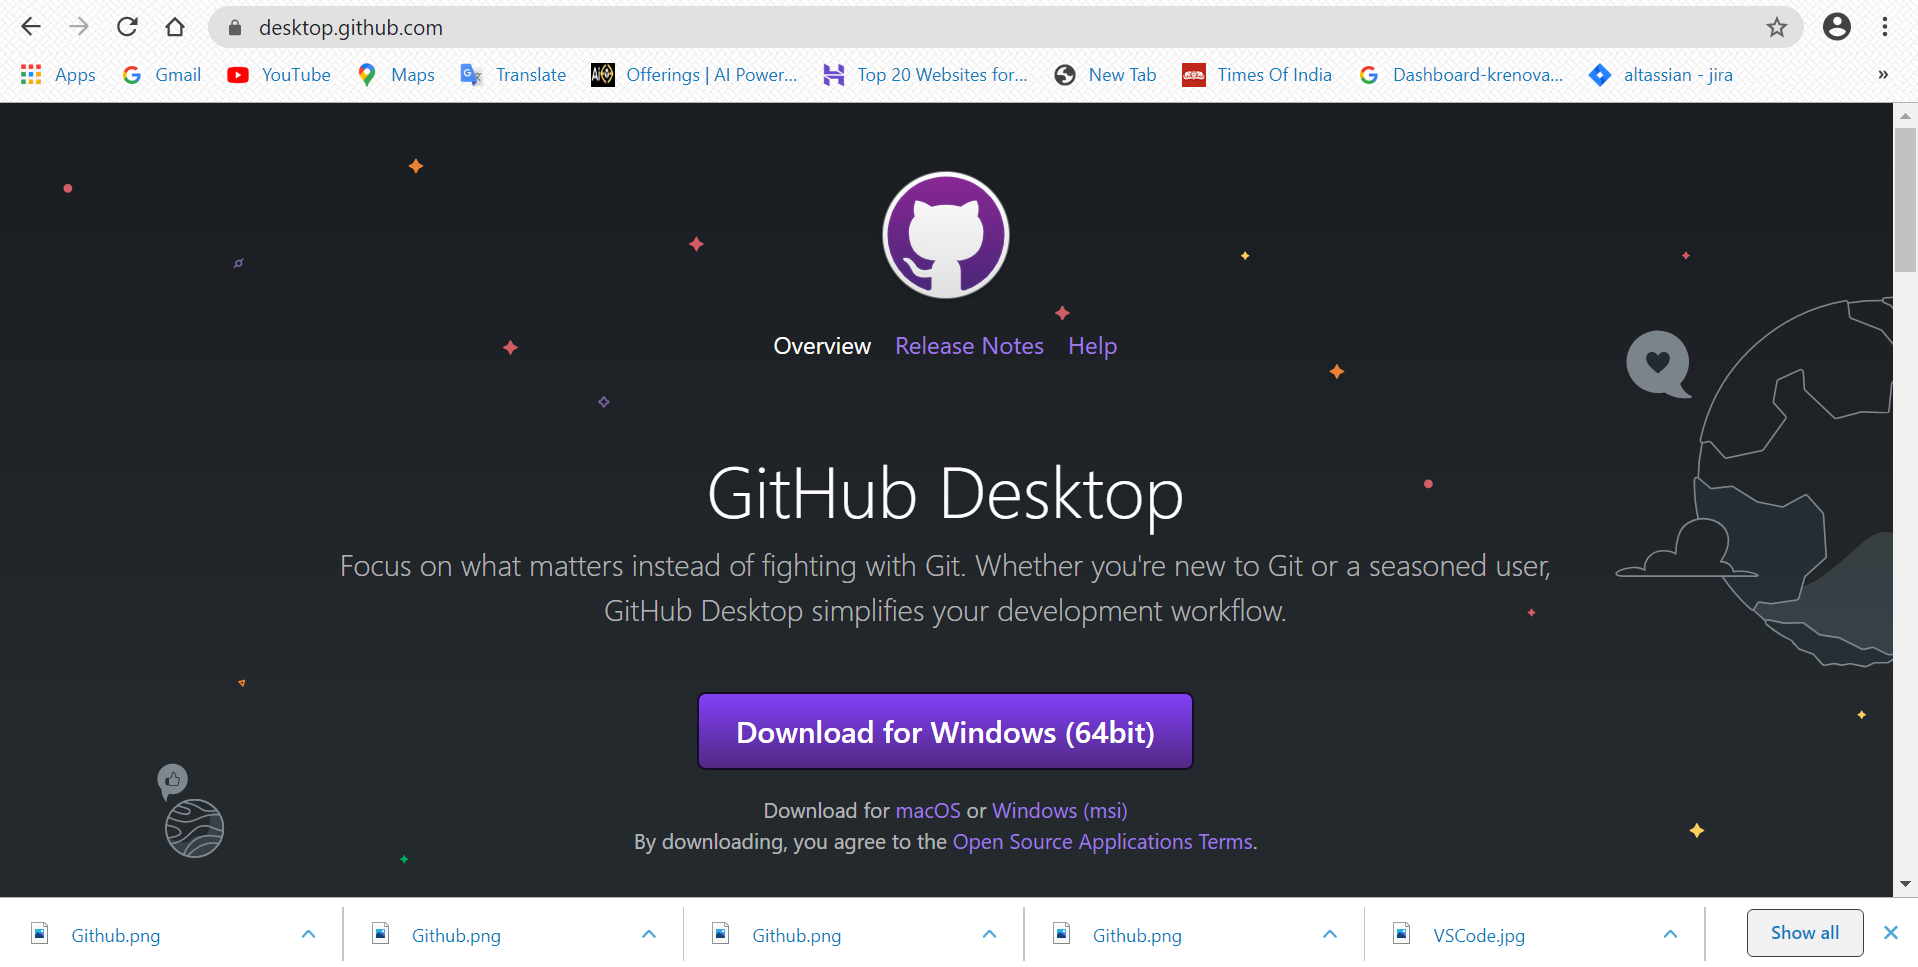 desktop.github.com
Apps Gmail YouTube Maps Translate Offerings | AI Power... Top 20 Websites for... New Tab Times Of India Dashboard-krenova... altassian - jira »
Overview Release Notes Help
GitHub Desktop
Focus on what matters instead of fighting with Git. Whether you're new to Git or a seasoned user,
GitHub Desktop simplifies your development workflow.
Download for Windows (64bit)
Download for macOS or Windows (msi)
By downloading, you agree to the Open Source Applications Terms.
Github.png Github.png Github.png Github.png VSCode.jpg Show all